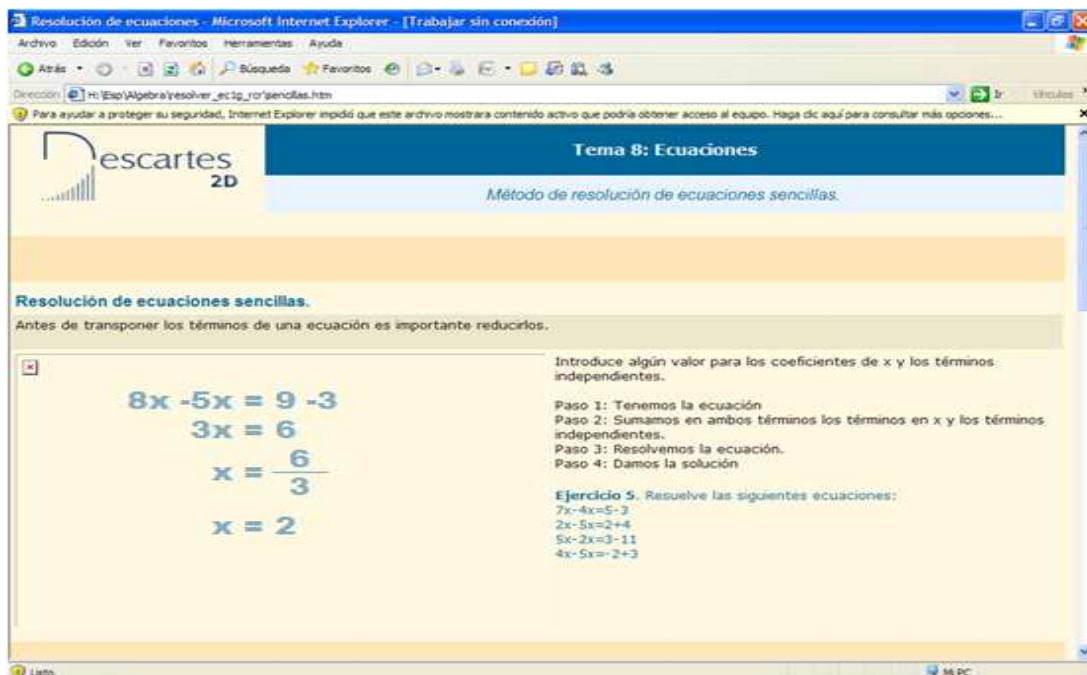 Resolución de ecuaciones - Microsoft Internet Explorer - [Trabajar sin conexión]
Archivo Edición Ver Favoritos Herramientas Ayuda
Atrás Búsqueda Favoritos
Dirección H:\Esp\Algebra\resolver_ec1g_rcr\sencillas.htm Ir Vínculos
Para ayudar a proteger su seguridad, Internet Explorer impidió que este archivo mostrara contenido activo que podría obtener acceso al equipo. Haga clic aquí para consultar más opciones...
Descartes
2D
Tema 8: Ecuaciones
Método de resolución de ecuaciones sencillas.
Resolución de ecuaciones sencillas.
Antes de transponer los términos de una ecuación es importante reducirlos.
8x -5x = 9 -3
3x = 6
x = 6/3
x = 2
Introduce algún valor para los coeficientes de x y los términos
independientes.
Paso 1: Tenemos la ecuación
Paso 2: Sumamos en ambos términos los términos en x y los términos
independientes.
Paso 3: Resolvemos la ecuación.
Paso 4: Damos la solución
Ejercicio 5. Resuelve las siguientes ecuaciones:
7x-4x=5-3
2x-5x=2+4
5x-2x=3-11
4x-5x=-2+3
Listo
Mi PC